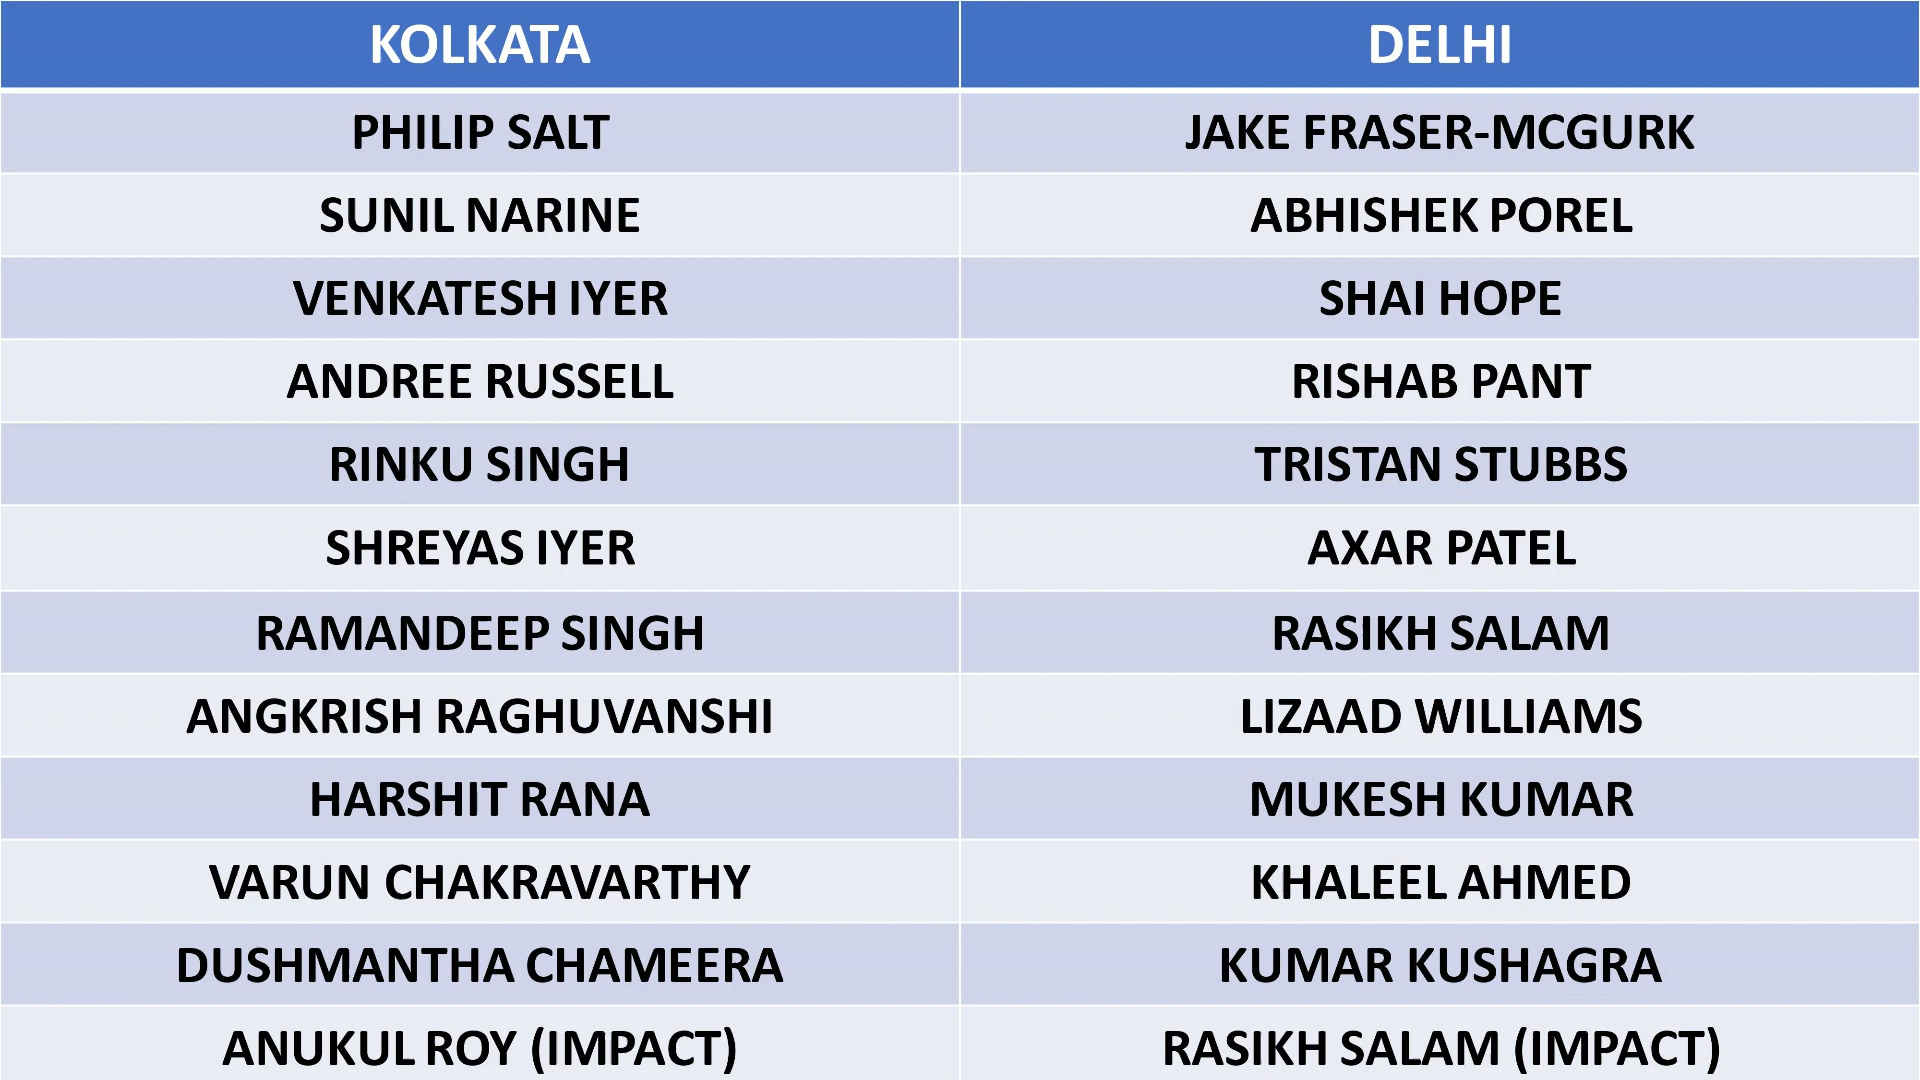 KOLKATA DELHI
PHILIP SALT JAKE FRASER-MCGURK
SUNIL NARINE ABHISHEK POREL
VENKATESH IYER SHAI HOPE
ANDREE RUSSELL RISHAB PANT
RINKU SINGH TRISTAN STUBBS
SHREYAS IYER AXAR PATEL
RAMANDEEP SINGH RASIKH SALAM
ANGKRISH RAGHUVANSHI LIZAAD WILLIAMS
HARSHIT RANA MUKESH KUMAR
VARUN CHAKRAVARTHY KHALEEL AHMED
DUSHMANTHA CHAMEERA KUMAR KUSHAGRA
ANUKUL ROY (IMPACT) RASIKH SALAM (IMPACT)